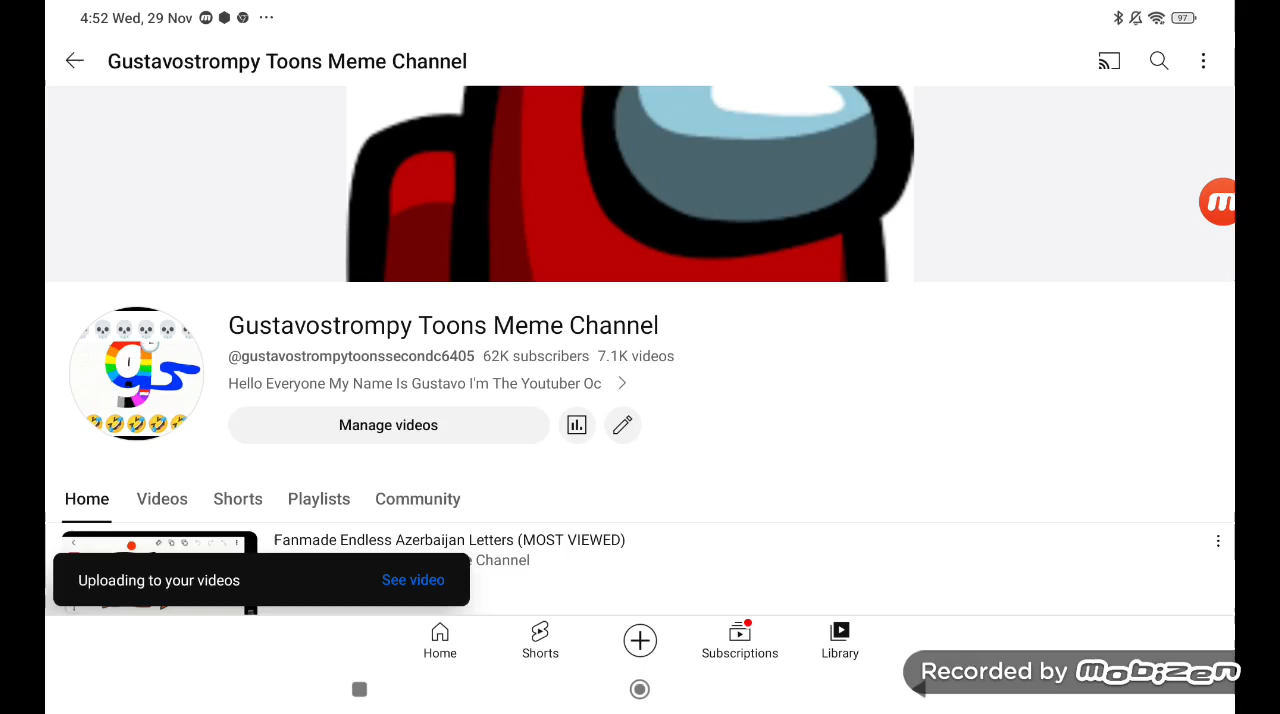 4:52 Wed, 29 Nov
97
Gustavostrompy Toons Meme Channel
Gustavostrompy Toons Meme Channel
@gustavostrompytoonssecondc6405 62K subscribers 7.1K videos
Hello Everyone My Name Is Gustavo I'm The Youtuber Oc
Manage videos
Home Videos Shorts Playlists Community
Fanmade Endless Azerbaijan Letters (MOST VIEWED)
Channel
Uploading to your videos See video
Home Shorts Subscriptions Library
Recorded by mobizen